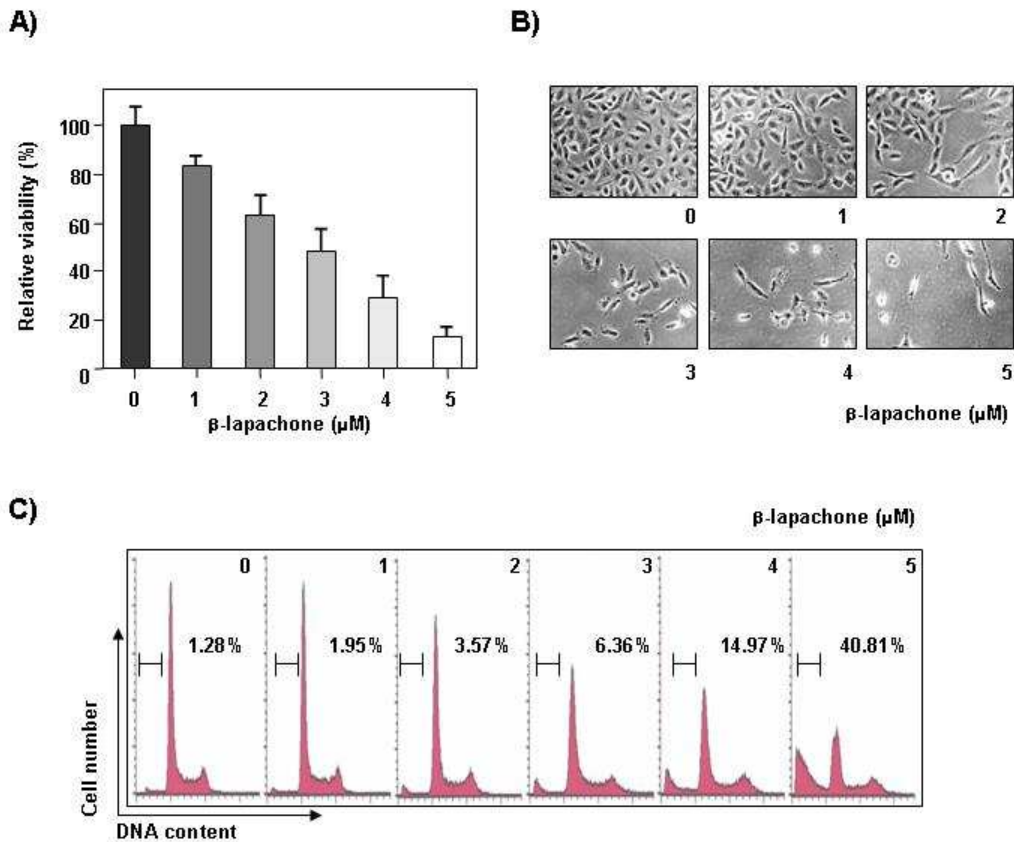 A)
Relative viability (%)
100
80
60
40
20
0
0 1 2 3 4 5
β-lapachone (µM)
B)
0 1 2
3 4 5
β-lapachone (µM)
C)
β-lapachone (µM)
0 1 2 3 4 5
1.28% 1.95% 3.57% 6.36% 14.97% 40.81%
Cell number
DNA content